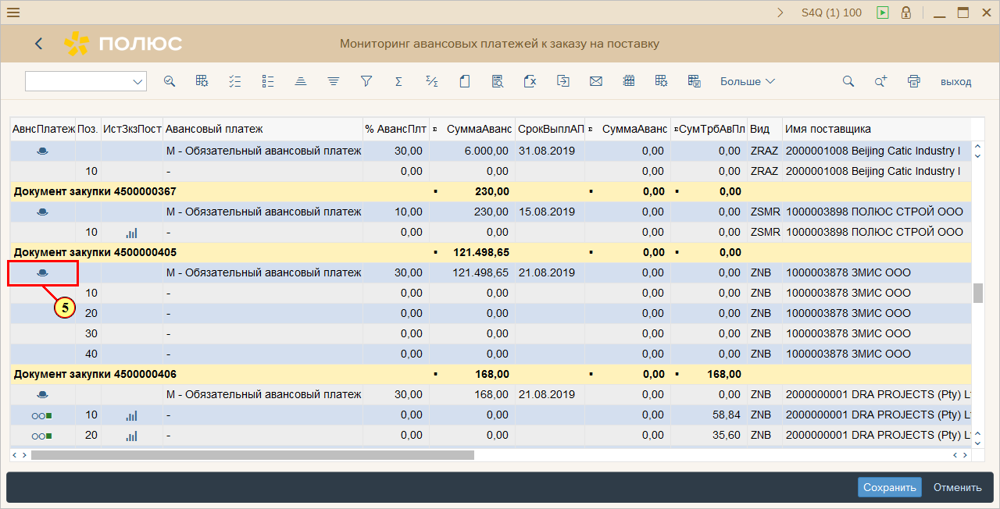 S4Q (1) 100
ПОЛЮС Мониторинг авансовых платежей к заказу на поставку
Больше выход
АвнсПлатеж Поз. ИстЗкзПост Авансовый платеж % АвансПлт Σ СуммаАванс СрокВыплАП Σ СуммаАванс Σ СумТрбАвПл Вид Имя поставщика
М - Обязательный авансовый платеж 30,00 6.000,00 31.08.2019 0,00 0,00 ZRAZ 2000001008 Beijing Catic Industry I
10 - 0,00 0,00 0,00 0,00 ZRAZ 2000001008 Beijing Catic Industry I
Документ закупки 4500000367 ▪ 230,00 ▪ 0,00 ▪ 0,00
М - Обязательный авансовый платеж 10,00 230,00 15.08.2019 0,00 0,00 ZSMR 1000003898 ПОЛЮС СТРОЙ ООО
10 - 0,00 0,00 0,00 0,00 ZSMR 1000003898 ПОЛЮС СТРОЙ ООО
Документ закупки 4500000405 ▪ 121.498,65 ▪ 0,00 ▪ 0,00
М - Обязательный авансовый платеж 30,00 121.498,65 21.08.2019 0,00 0,00 ZNB 1000003878 ЗМИС ООО
10 - 0,00 0,00 0,00 0,00 ZNB 1000003878 ЗМИС ООО
5
20 - 0,00 0,00 0,00 0,00 ZNB 1000003878 ЗМИС ООО
30 - 0,00 0,00 0,00 0,00 ZNB 1000003878 ЗМИС ООО
40 - 0,00 0,00 0,00 0,00 ZNB 1000003878 ЗМИС ООО
Документ закупки 4500000406 ▪ 168,00 ▪ 0,00 ▪ 168,00
М - Обязательный авансовый платеж 30,00 168,00 21.08.2019 0,00 0,00 ZNB 2000000001 DRA PROJECTS (Pty) Lt
10 - 0,00 0,00 0,00 58,84 ZNB 2000000001 DRA PROJECTS (Pty) Lt
20 - 0,00 0,00 0,00 35,60 ZNB 2000000001 DRA PROJECTS (Pty) Lt
Сохранить Отменить